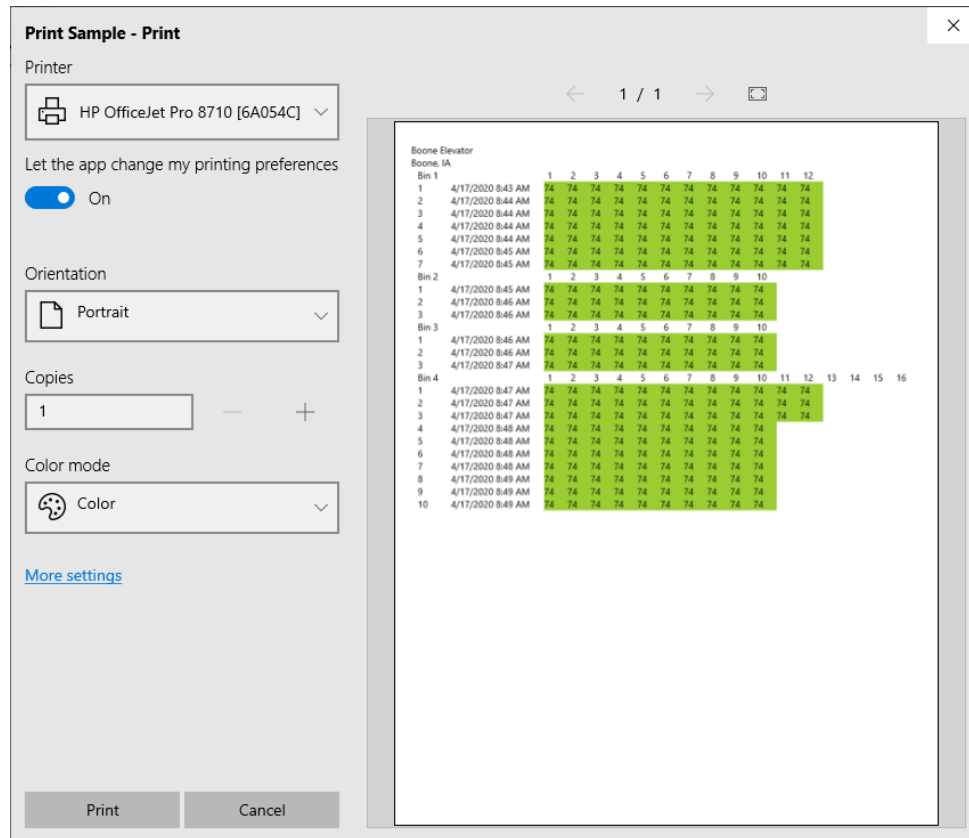 Print Sample - Print
Printer
HP OfficeJet Pro 8710 [6A054C]
Let the app change my printing preferences
On
Orientation
Portrait
Copies
1
Color mode
Color
More settings
Print Cancel
1 / 1
Boone Elevator
Boone, IA
Bin 1 1 2 3 4 5 6 7 8 9 10 11 12
1 4/17/2020 8:43 AM 74 74 74 74 74 74 74 74 74 74 74 74
2 4/17/2020 8:44 AM 74 74 74 74 74 74 74 74 74 74 74 74
3 4/17/2020 8:44 AM 74 74 74 74 74 74 74 74 74 74 74 74
4 4/17/2020 8:44 AM 74 74 74 74 74 74 74 74 74 74 74 74
5 4/17/2020 8:44 AM 74 74 74 74 74 74 74 74 74 74 74 74
6 4/17/2020 8:45 AM 74 74 74 74 74 74 74 74 74 74 74 74
7 4/17/2020 8:45 AM 74 74 74 74 74 74 74 74 74 74 74 74
Bin 2 1 2 3 4 5 6 7 8 9 10
1 4/17/2020 8:45 AM 74 74 74 74 74 74 74 74 74 74
2 4/17/2020 8:46 AM 74 74 74 74 74 74 74 74 74 74
3 4/17/2020 8:46 AM 74 74 74 74 74 74 74 74 74 74
Bin 3 1 2 3 4 5 6 7 8 9 10
1 4/17/2020 8:46 AM 74 74 74 74 74 74 74 74 74 74
2 4/17/2020 8:46 AM 74 74 74 74 74 74 74 74 74 74
3 4/17/2020 8:47 AM 74 74 74 74 74 74 74 74 74 74
Bin 4 1 2 3 4 5 6 7 8 9 10 11 12 13 14 15 16
1 4/17/2020 8:47 AM 74 74 74 74 74 74 74 74 74 74 74 74
2 4/17/2020 8:47 AM 74 74 74 74 74 74 74 74 74 74 74 74
3 4/17/2020 8:47 AM 74 74 74 74 74 74 74 74 74 74 74 74
4 4/17/2020 8:48 AM 74 74 74 74 74 74 74 74 74 74
5 4/17/2020 8:48 AM 74 74 74 74 74 74 74 74 74 74
6 4/17/2020 8:48 AM 74 74 74 74 74 74 74 74 74 74
7 4/17/2020 8:48 AM 74 74 74 74 74 74 74 74 74 74
8 4/17/2020 8:49 AM 74 74 74 74 74 74 74 74 74 74
9 4/17/2020 8:49 AM 74 74 74 74 74 74 74 74 74 74
10 4/17/2020 8:49 AM 74 74 74 74 74 74 74 74 74 74